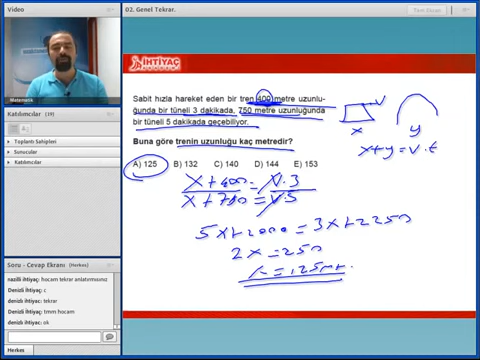 Video
02. Genel Tekrar.
Tam Ekran
Matematik
Katılımcılar (19)
Toplantı Sahipleri
Sunucular
Katılımcılar
Soru - Cevap Ekranı
Herkes
nazilli ihtiyaç: hocam tekrar anlatırmısınız
Denizli İhtiyaç: c
Denizli İhtiyaç: tekrar
Denizli İhtiyaç: tmm hocam
Denizli İhtiyaç: ok
Herkes
İHTİYAÇ
Sabit hızla hareket eden bir tren 400 metre uzunlu-
ğunda bir tüneli 3 dakikada, 750 metre uzunluğunda
bir tüneli 5 dakikada geçebiliyor.
Buna göre trenin uzunluğu kaç metredir?
A) 125 B) 132 C) 140 D) 144 E) 153
V
x y
x+y=v.t
x+400=V.3
x+750=V.5
5x+2000=3x+2250
2x=250
x=125mt.